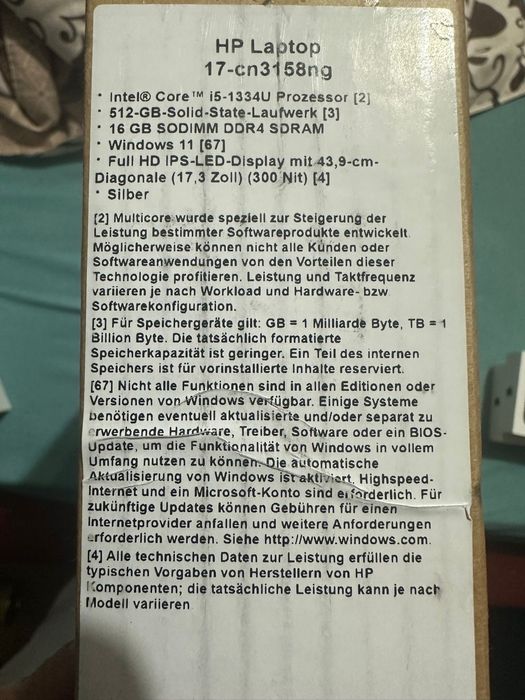 HP Laptop
17-cn3158ng
· Intel® Core™ i5-1334U Prozessor [2]
· 512-GB-Solid-State-Laufwerk [3]
· 16 GB SODIMM DDR4 SDRAM
· Windows 11 [67]
· Full HD IPS-LED-Display mit 43,9-cm-
Diagonale (17,3 Zoll) (300 Nit) [4]
· Silber
[2] Multicore wurde speziell zur Steigerung der
Leistung bestimmter Softwareprodukte entwickelt.
Möglicherweise können nicht alle Kunden oder
Softwareanwendungen von den Vorteilen dieser
Technologie profitieren. Leistung und Taktfrequenz
variieren je nach Workload und Hardware- bzw.
Softwarekonfiguration.
[3] Für Speichergeräte gilt: GB = 1 Milliarde Byte, TB = 1
Billion Byte. Die tatsächlich formatierte
Speicherkapazität ist geringer. Ein Teil des internen
Speichers ist für vorinstallierte Inhalte reserviert.
[67] Nicht alle Funktionen sind in allen Editionen oder
Versionen von Windows verfügbar. Einige Systeme
benötigen eventuell aktualisierte und/oder separat zu
erwerbende Hardware, Treiber, Software oder ein BIOS-
Update, um die Funktionalität von Windows in vollem
Umfang nutzen zu können. Die automatische
Aktualisierung von Windows ist aktiviert. Highspeed-
Internet und ein Microsoft-Konto sind erforderlich. Für
zukünftige Updates können Gebühren für einen
Internetprovider anfallen und weitere Anforderungen
erforderlich werden. Siehe http://www.windows.com.
[4] Alle technischen Daten zur Leistung erfüllen die
typischen Vorgaben von Herstellern von HP
Komponenten; die tatsächliche Leistung kann je nach
Modell variieren.